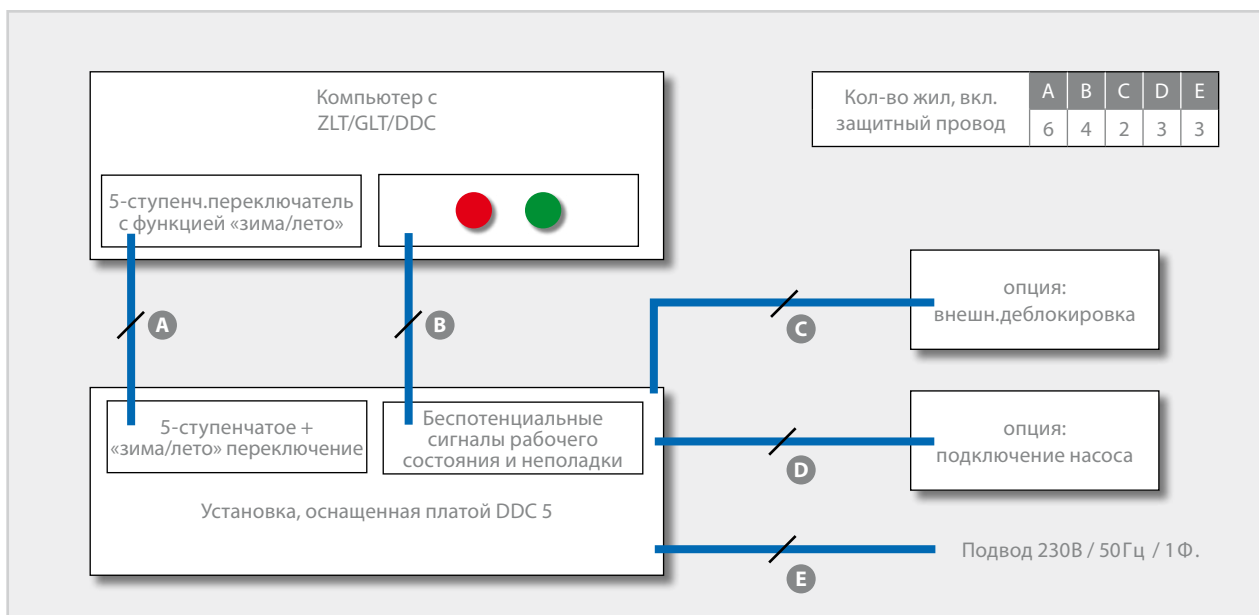 Компьютер с
ZLT/GLT/DDC
Кол-во жил, вкл.
защитный провод
A B C D E
6 4 2 3 3
5-ступенч.переключатель
с функцией «зима/лето»
A
B
C
опция:
внешн.деблокировка
5-ступенчатое +
«зима/лето» переключение
Беспотенциальные
сигналы рабочего
состояния и неполадки
D
опция:
подключение насоса
Установка, оснащенная платой DDC 5
E
Подвод 230В / 50Гц / 1Ф.